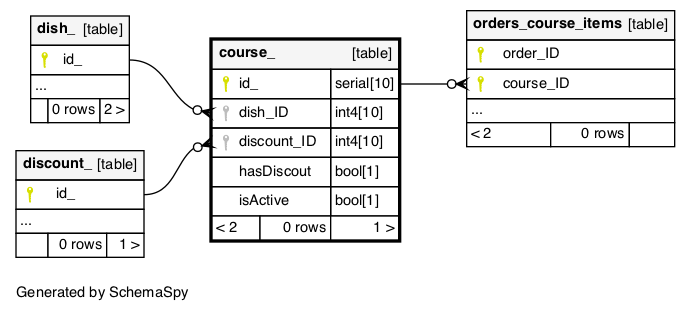 dish_ [table]
id_
...
0 rows 2 >
discount_ [table]
id_
...
0 rows 1 >
course_ [table]
id_ serial[10]
dish_ID int4[10]
discount_ID int4[10]
hasDiscout bool[1]
isActive bool[1]
< 2 0 rows 1 >
orders_course_items [table]
order_ID
course_ID
...
< 2 0 rows
Generated by SchemaSpy